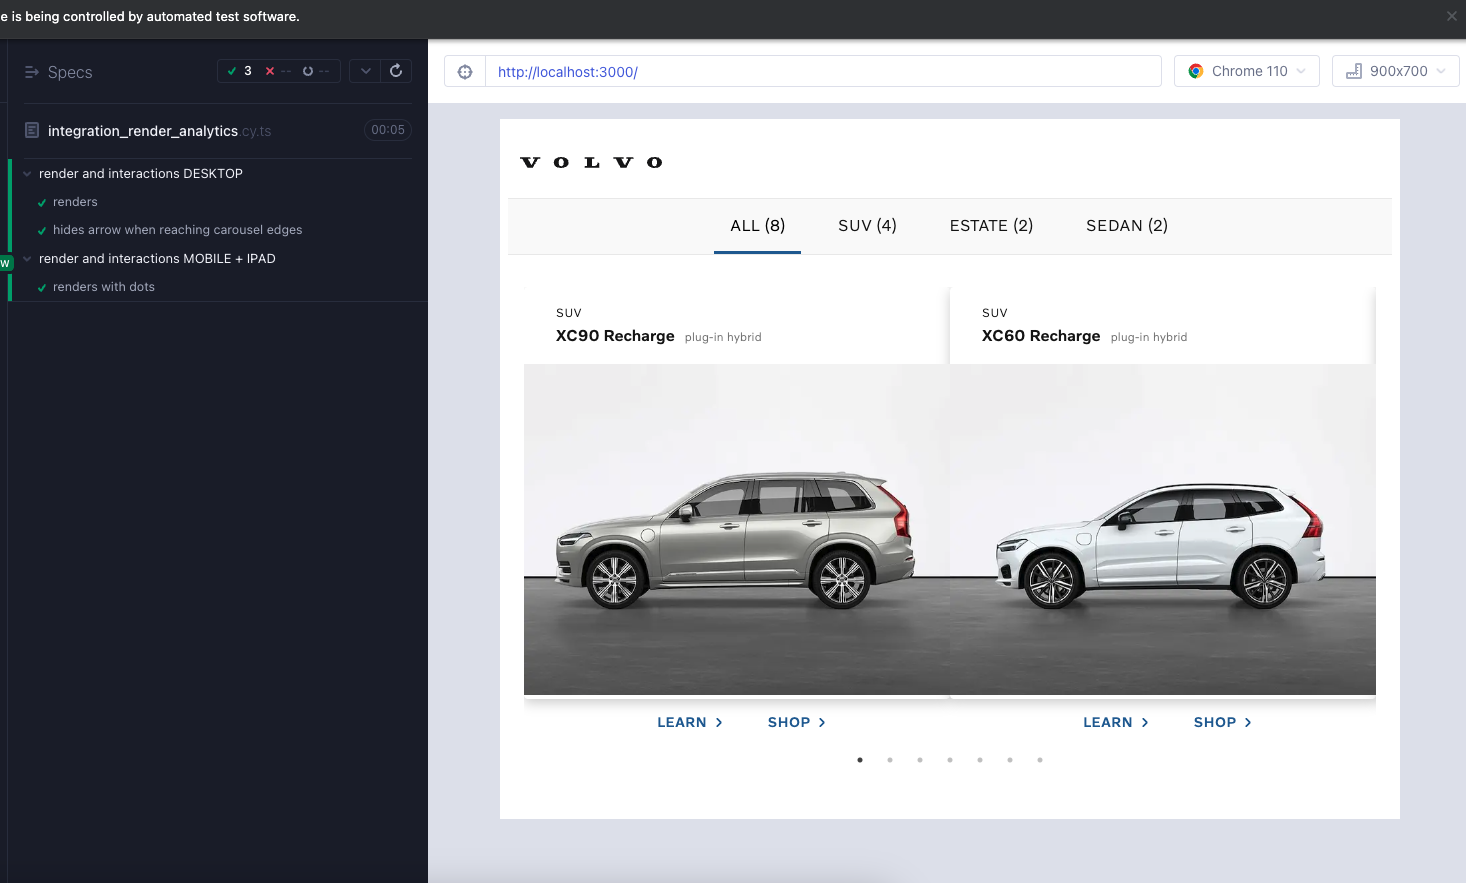 e is being controlled by automated test software.
Specs
3 -- --
integration_render_analytics.cy.ts 00:05
render and interactions DESKTOP
renders
hides arrow when reaching carousel edges
w
render and interactions MOBILE + IPAD
renders with dots
http://localhost:3000/
Chrome 110
900x700
VOLVO
ALL (8) SUV (4) ESTATE (2) SEDAN (2)
SUV
XC90 Recharge plug-in hybrid
LEARN SHOP
SUV
XC60 Recharge plug-in hybrid
LEARN SHOP